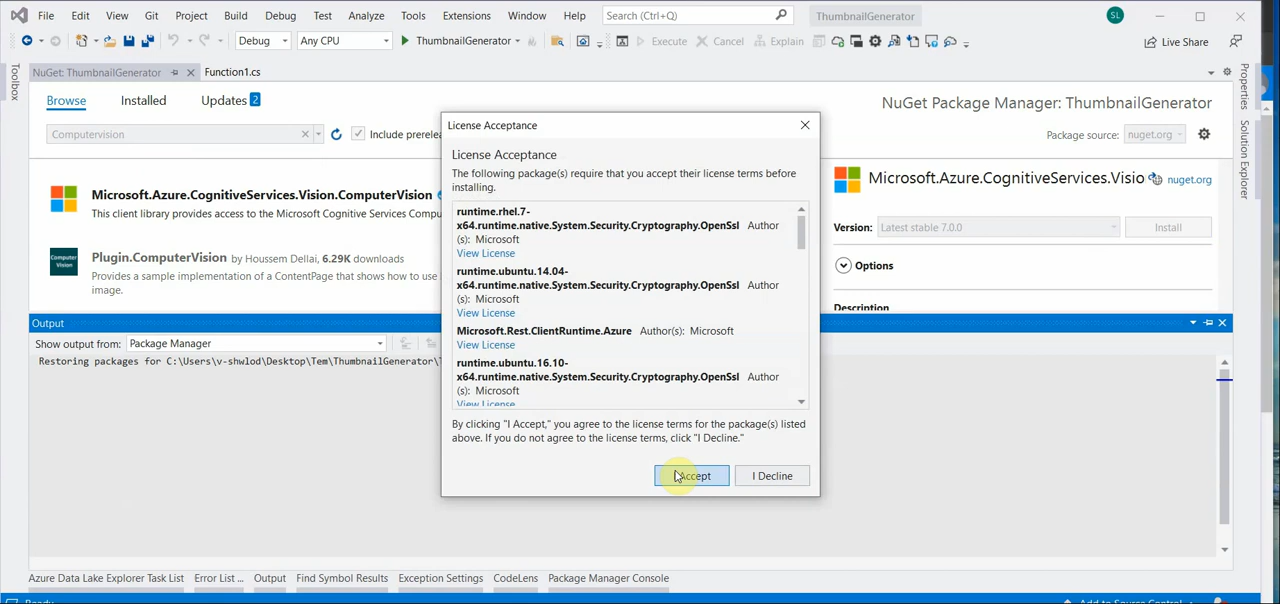 File Edit View Git Project Build Debug Test Analyze Tools Extensions Window Help Search (Ctrl+Q) ThumbnailGenerator SL
Debug Any CPU ThumbnailGenerator Execute Cancel Explain Live Share
NuGet: ThumbnailGenerator Function1.cs
Toolbox
Properties
Solution Explorer
Browse Installed Updates 2
NuGet Package Manager: ThumbnailGenerator
Computervision Include prerelea
Package source: nuget.org
Microsoft.Azure.CognitiveServices.Vision.ComputerVision
This client library provides access to the Microsoft Cognitive Services Compu
Computer
Vision
Plugin.ComputerVision by Houssem Dellai, 6.29K downloads
Provides a sample implementation of a ContentPage that shows how to use
image.
Microsoft.Azure.CognitiveServices.Visio nuget.org
Version: Latest stable 7.0.0 Install
Options
Description
License Acceptance
License Acceptance
The following package(s) require that you accept their license terms before
installing.
runtime.rhel.7-
x64.runtime.native.System.Security.Cryptography.OpenSsl Author
(s): Microsoft
View License
runtime.ubuntu.14.04-
x64.runtime.native.System.Security.Cryptography.OpenSsl Author
(s): Microsoft
View License
Microsoft.Rest.ClientRuntime.Azure Author(s): Microsoft
View License
runtime.ubuntu.16.10-
x64.runtime.native.System.Security.Cryptography.OpenSsl Author
(s): Microsoft
View License
By clicking "I Accept," you agree to the license terms for the package(s) listed
above. If you do not agree to the license terms, click "I Decline."
Accept I Decline
Output
Show output from: Package Manager
Restoring packages for C:\Users\v-shwlod\Desktop\Tem\ThumbnailGenerator\
Azure Data Lake Explorer Task List Error List ... Output Find Symbol Results Exception Settings CodeLens Package Manager Console
Ready Add to Source Control